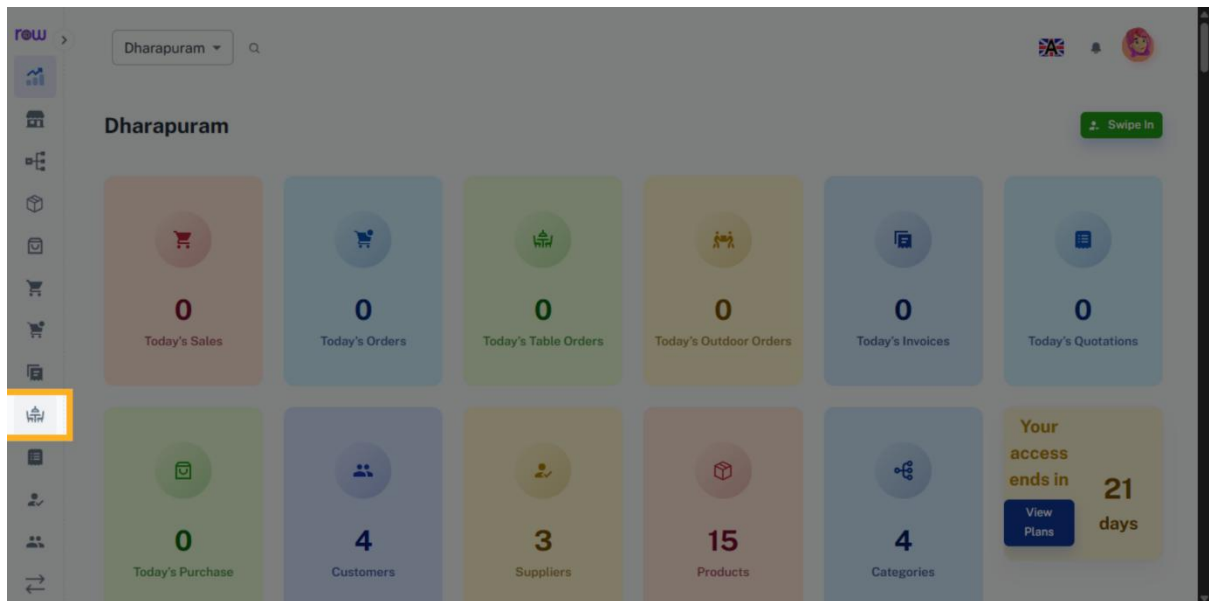 row
Dharapuram
Dharapuram
Swipe In
0
Today's Sales
0
Today's Orders
0
Today's Table Orders
0
Today's Outdoor Orders
0
Today's Invoices
0
Today's Quotations
0
Today's Purchase
4
Customers
3
Suppliers
15
Products
4
Categories
Your
access
ends in
View
Plans
21
days